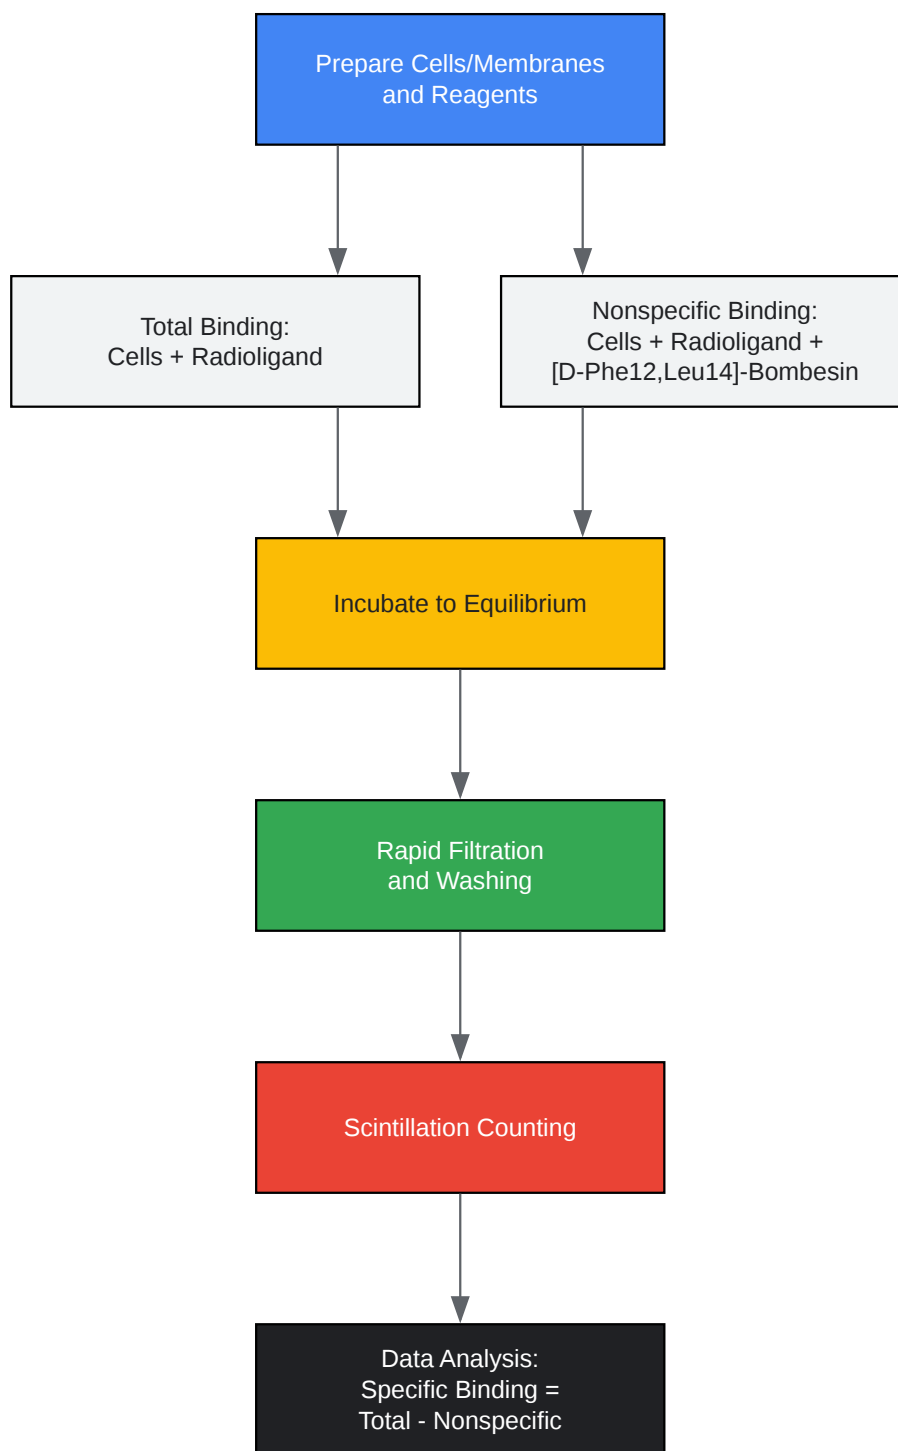 Prepare Cells/Membranes
and Reagents
Total Binding:
Cells + Radioligand
Nonspecific Binding:
Cells + Radioligand +
[D-Phe12,Leu14]-Bombesin
Incubate to Equilibrium
Rapid Filtration
and Washing
Scintillation Counting
Data Analysis:
Specific Binding =
Total - Nonspecific